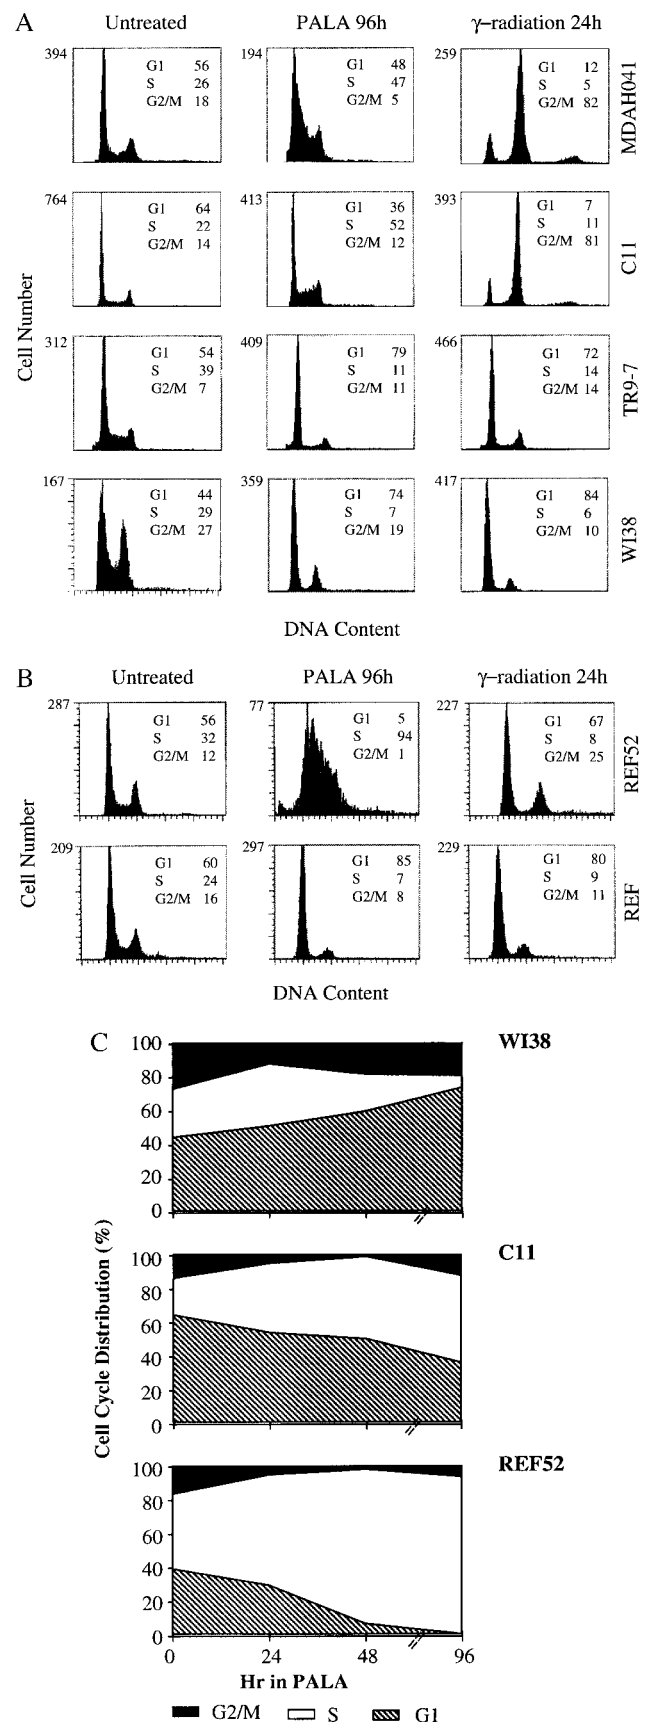 A
Untreated PALA 96h γ–radiation 24h
394
G1 56
S 26
G2/M 18
194
G1 48
S 47
G2/M 5
259
G1 12
S 5
G2/M 82
MDAH041
764
G1 64
S 22
G2/M 14
413
G1 36
S 52
G2/M 12
393
G1 7
S 11
G2/M 81
C11
312
G1 54
S 39
G2/M 7
409
G1 79
S 11
G2/M 11
466
G1 72
S 14
G2/M 14
TR9-7
167
G1 44
S 29
G2/M 27
359
G1 74
S 7
G2/M 19
417
G1 84
S 6
G2/M 10
WI38
Cell Number
DNA Content
B
Untreated PALA 96h γ–radiation 24h
287
G1 56
S 32
G2/M 12
77
G1 5
S 94
G2/M 1
227
G1 67
S 8
G2/M 25
REF52
209
G1 60
S 24
G2/M 16
297
G1 85
S 7
G2/M 8
229
G1 80
S 9
G2/M 11
REF
Cell Number
DNA Content
C
WI38
100
80
60
40
20
0
C11
100
80
60
40
20
0
REF52
100
80
60
40
20
0
Cell Cycle Distribution (%)
0 24 48 96
Hr in PALA
G2/M S G1